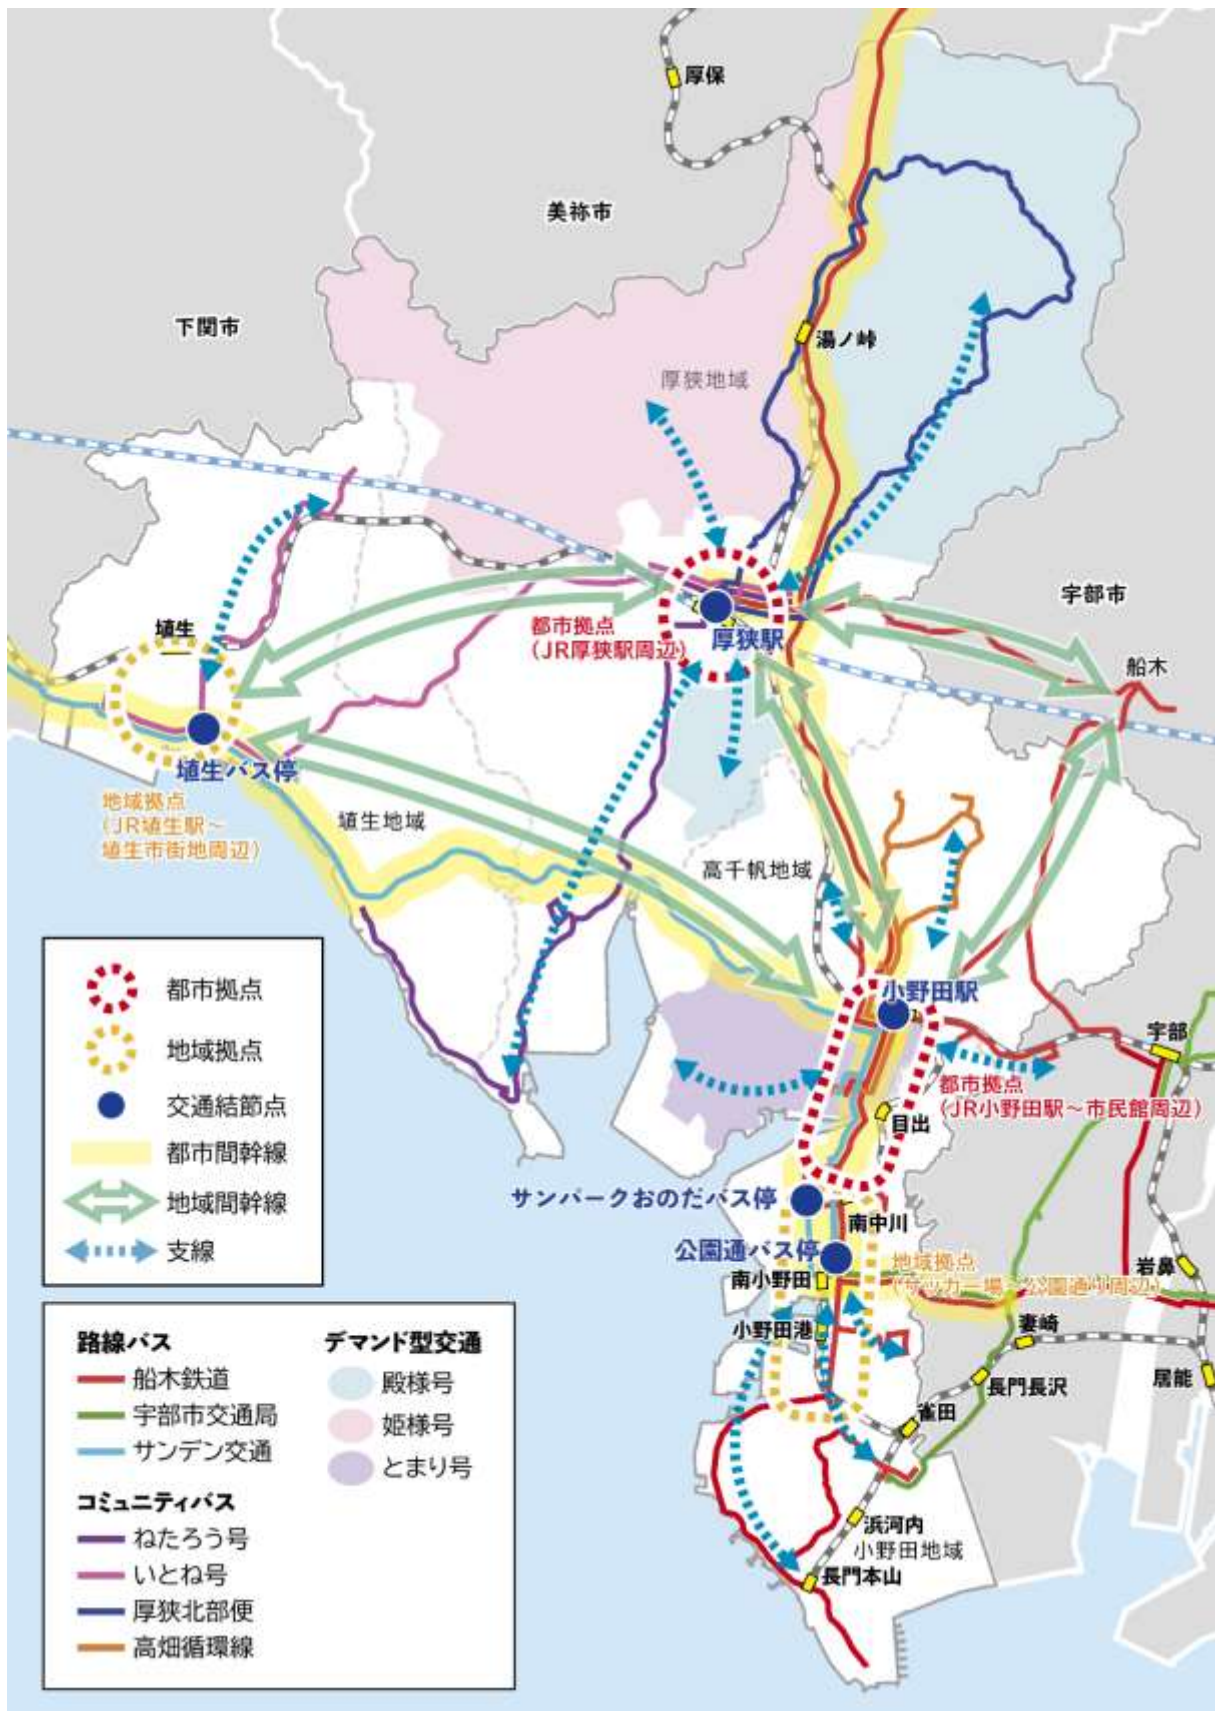 厚保
美祢市
下関市
湯ノ峠
厚狭地域
宇部市
埴生
都市拠点
(JR厚狭駅周辺)
厚狭駅
船木
埴生バス停
地域拠点
(JR埴生駅～
埴生市街地周辺)
埴生地域
高千帆地域
小野田駅
宇部
都市拠点
(JR小野田駅～市民館周辺)
目出
サンパークおのだバス停
南中川
公園通バス停
地域拠点
(サッカー場～公園通り周辺)
南小野田
岩鼻
小野田港
妻崎
居能
長門長沢
雀田
浜河内
小野田地域
長門本山
都市拠点
地域拠点
交通結節点
都市間幹線
地域間幹線
支線
路線バス
船木鉄道
宇部市交通局
サンデン交通
コミュニティバス
ねたろう号
いとね号
厚狭北部便
高畑循環線
デマンド型交通
殿様号
姫様号
とまり号